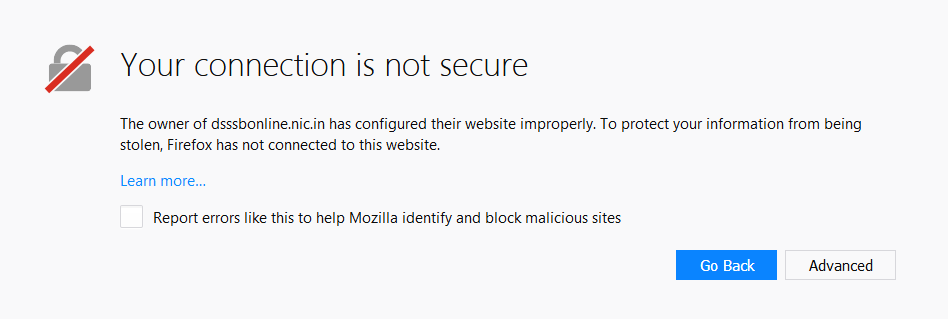 Your connection is not secure
The owner of dsssbonline.nic.in has configured their website improperly. To protect your information from being
stolen, Firefox has not connected to this website.
Learn more...
Report errors like this to help Mozilla identify and block malicious sites
Go Back
Advanced